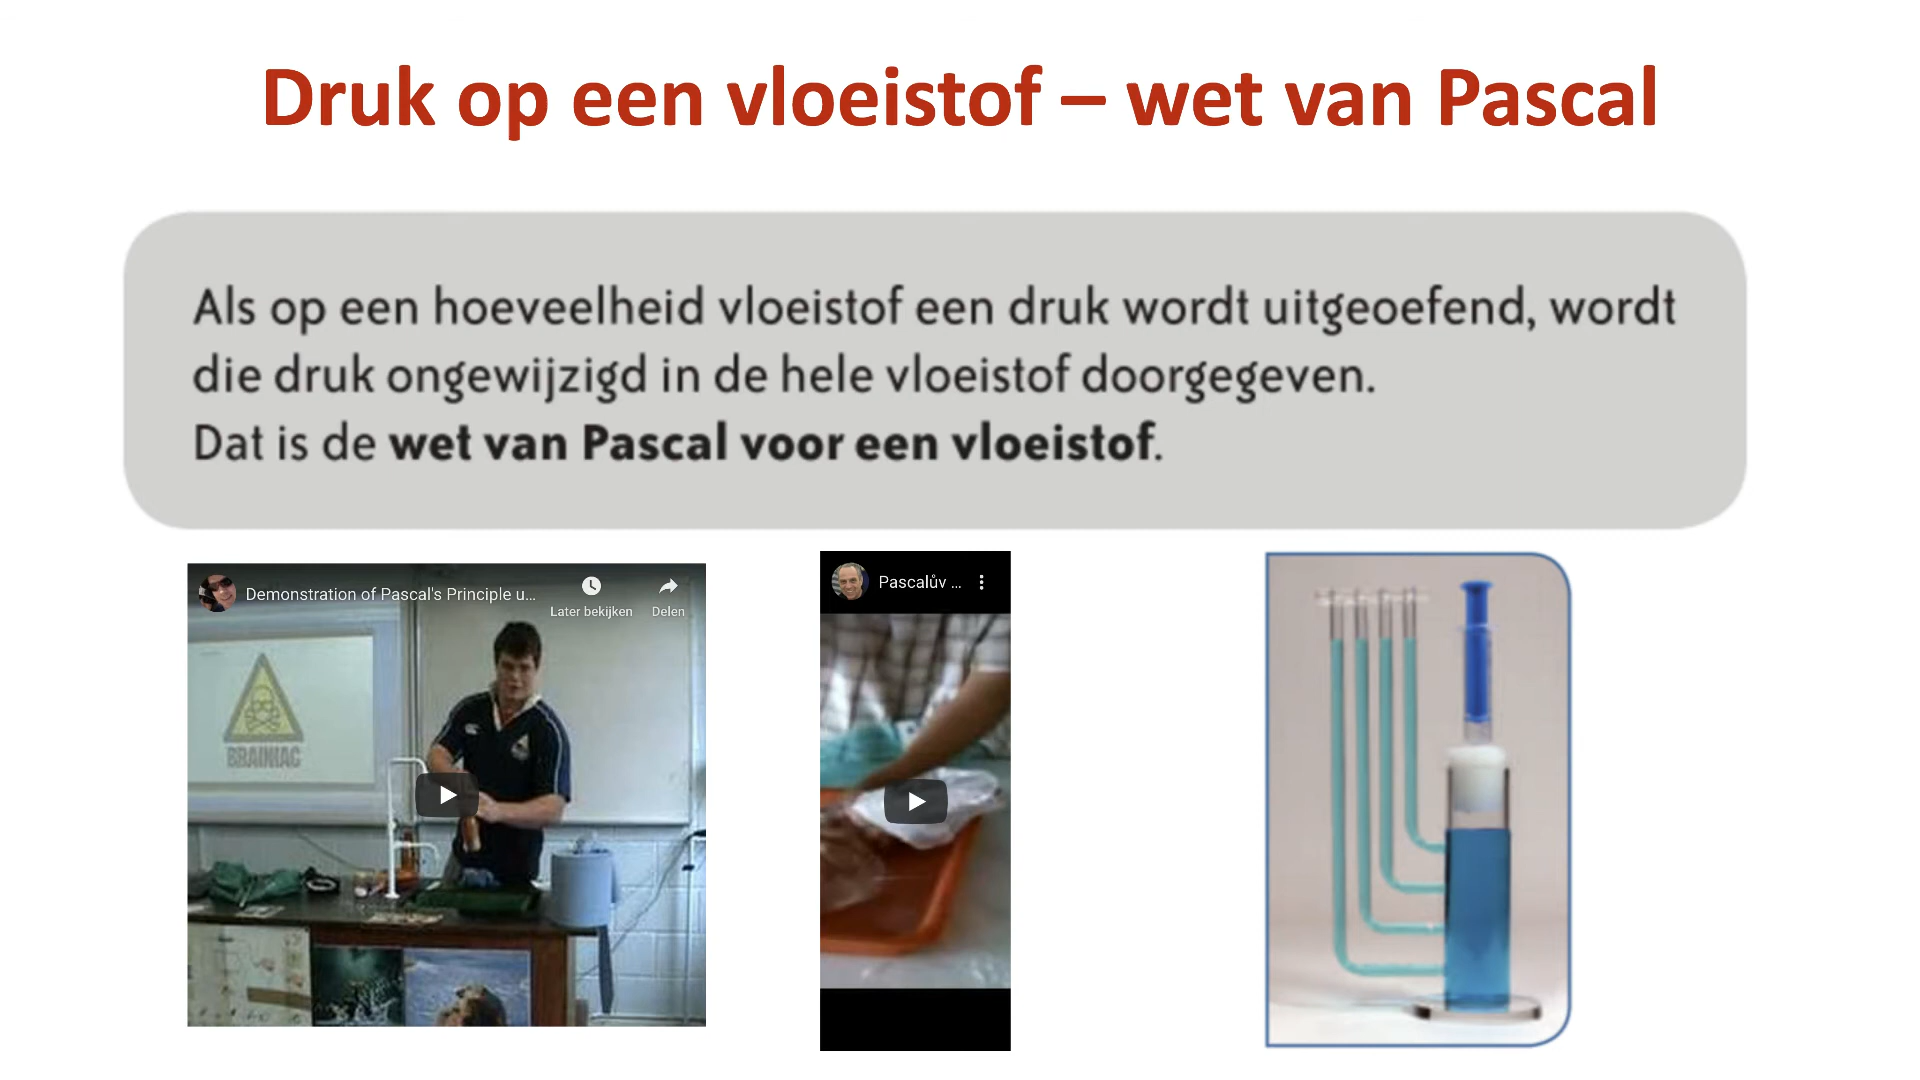 Druk op een vloeistof – wet van Pascal
Als op een hoeveelheid vloeistof een druk wordt uitgeoefend, wordt
die druk ongewijzigd in de hele vloeistof doorgegeven.
Dat is de wet van Pascal voor een vloeistof.
Demonstration of Pascal's Principle u...
Later bekijken
Delen
BRAINIAC
Pascalův ...